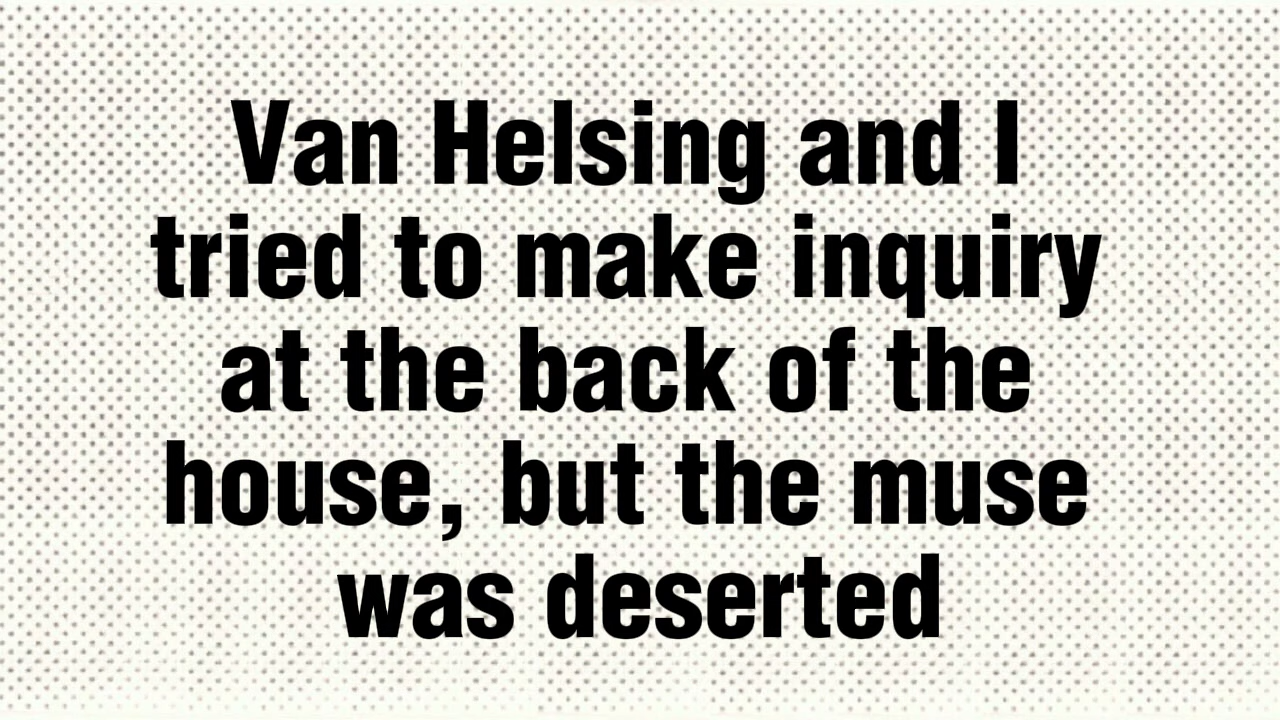 Van Helsing and I
tried to make inquiry
at the back of the
house, but the muse
was deserted